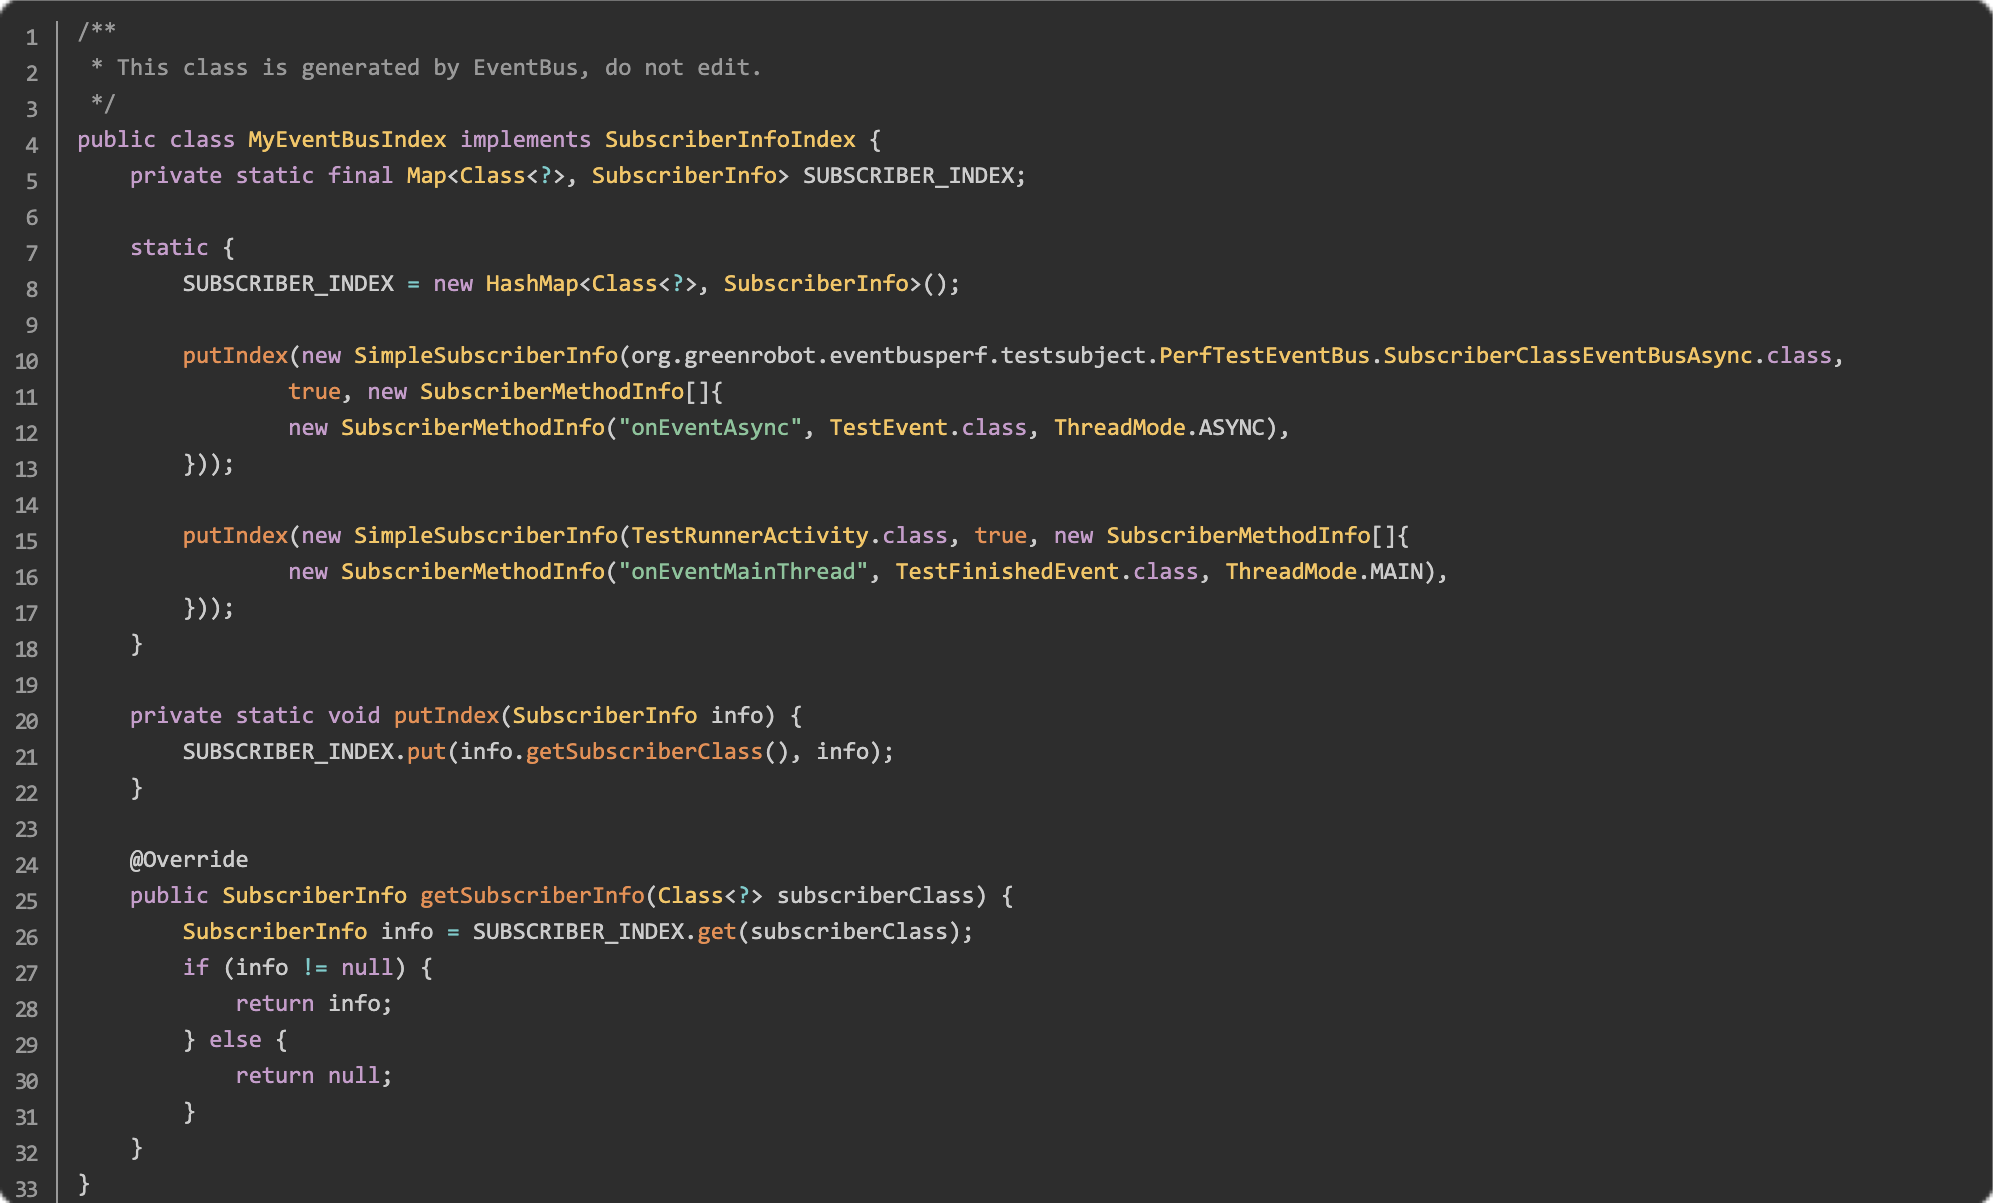 1 /**
2  * This class is generated by EventBus, do not edit.
3  */
4 public class MyEventBusIndex implements SubscriberInfoIndex {
5     private static final Map<Class<?>, SubscriberInfo> SUBSCRIBER_INDEX;
6
7     static {
8         SUBSCRIBER_INDEX = new HashMap<Class<?>, SubscriberInfo>();
9
10         putIndex(new SimpleSubscriberInfo(org.greenrobot.eventbusperf.testsubject.PerfTestEventBus.SubscriberClassEventBusAsync.class,
11                 true, new SubscriberMethodInfo[]{
12                 new SubscriberMethodInfo("onEventAsync", TestEvent.class, ThreadMode.ASYNC),
13         }));
14
15         putIndex(new SimpleSubscriberInfo(TestRunnerActivity.class, true, new SubscriberMethodInfo[]{
16                 new SubscriberMethodInfo("onEventMainThread", TestFinishedEvent.class, ThreadMode.MAIN),
17         }));
18     }
19
20     private static void putIndex(SubscriberInfo info) {
21         SUBSCRIBER_INDEX.put(info.getSubscriberClass(), info);
22     }
23
24     @Override
25     public SubscriberInfo getSubscriberInfo(Class<?> subscriberClass) {
26         SubscriberInfo info = SUBSCRIBER_INDEX.get(subscriberClass);
27         if (info != null) {
28             return info;
29         } else {
30             return null;
31         }
32     }
33 }